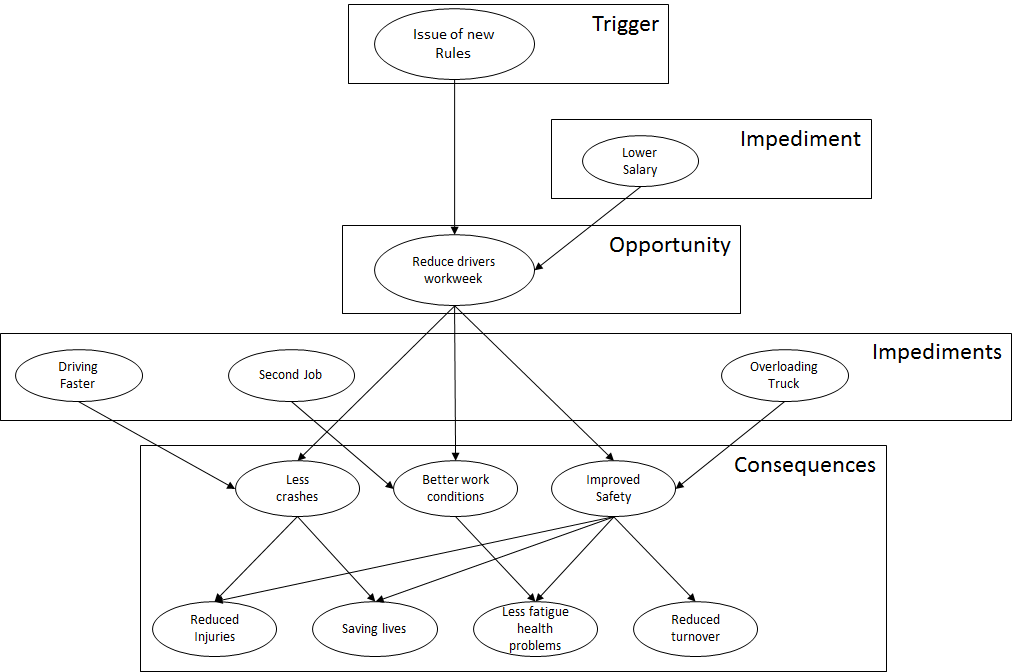 Issue of new
Rules
Trigger
Impediment
Lower
Salary
Opportunity
Reduce drivers
workweek
Impediments
Driving
Faster
Second Job
Overloading
Truck
Consequences
Less
crashes
Better work
conditions
Improved
Safety
Reduced
Injuries
Saving lives
Less fatigue
health
problems
Reduced
turnover